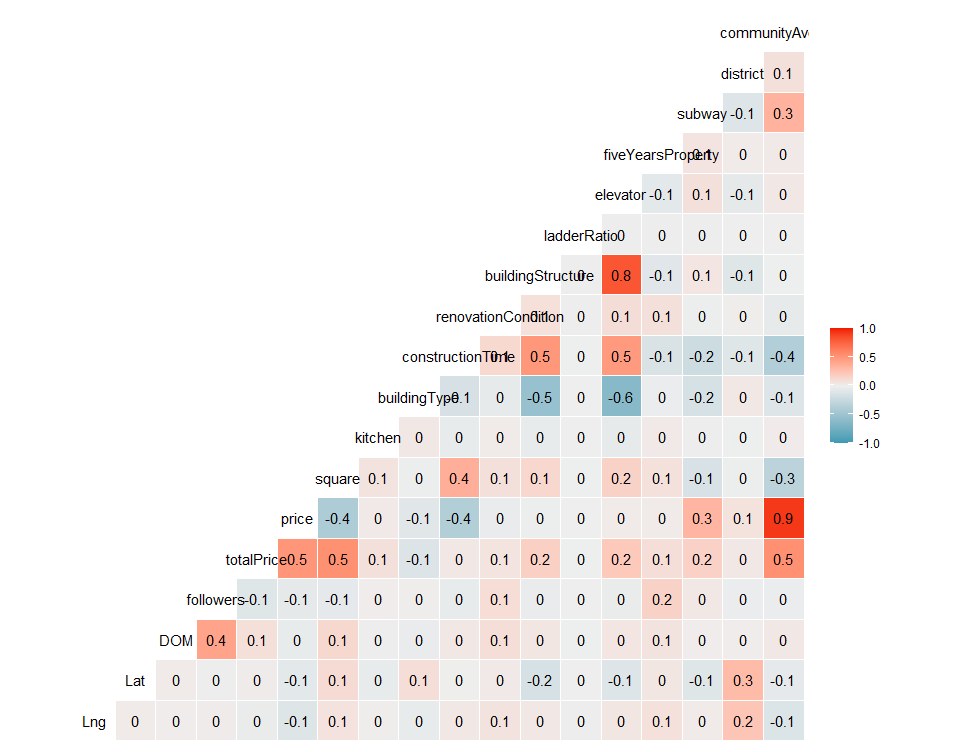 communityAv
district 0.1
subway -0.1 0.3
fiveYearsProperty 0.1 0 0
elevator -0.1 0.1 -0.1 0
ladderRatio 0 0 0 0 0
buildingStructure 0 0.8 -0.1 0.1 -0.1 0
renovationCondition 0.1 0 0.1 0.1 0 0 0
constructionTime 0.1 0.5 0 0.5 -0.1 -0.2 -0.1 -0.4
buildingType -0.1 0 -0.5 0 -0.6 0 -0.2 0 -0.1
kitchen 0 0 0 0 0 0 0 0 0 0
square 0.1 0 0.4 0.1 0.1 0 0.2 0.1 -0.1 0 -0.3
price -0.4 0 -0.1 -0.4 0 0 0 0 0 0.3 0.1 0.9
totalPrice 0.5 0.5 0.1 -0.1 0 0.1 0.2 0 0.2 0.1 0.2 0 0.5
followers -0.1 -0.1 -0.1 0 0 0 0.1 0 0 0 0.2 0 0 0
DOM 0.4 0.1 0 0.1 0 0 0 0.1 0 0 0 0.1 0 0 0
Lat 0 0 0 -0.1 0.1 0 0.1 0 0 -0.2 0 -0.1 0 -0.1 0.3 -0.1
Lng 0 0 0 0 -0.1 0.1 0 0 0 0.1 0 0 0 0.1 0 0.2 -0.1
1.0
0.5
0.0
-0.5
-1.0